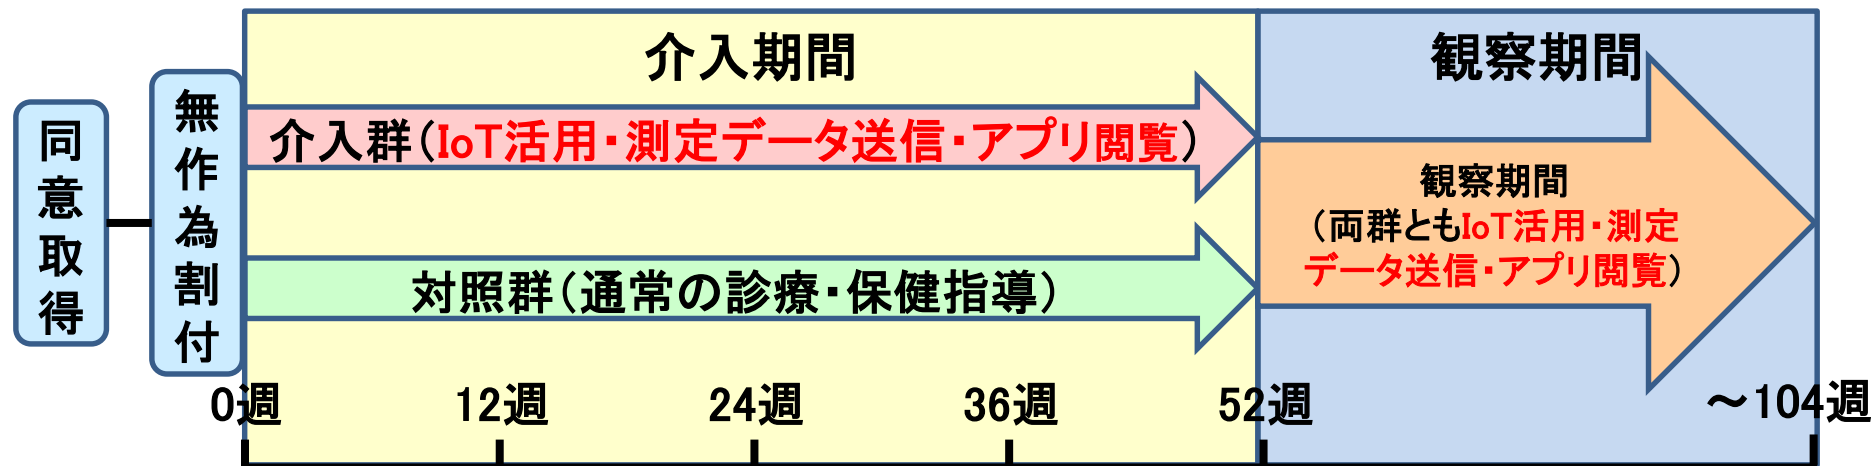 同意取得
無作為割付
介入期間
介入群(IoT活用・測定データ送信・アプリ閲覧)
対照群(通常の診療・保健指導)
観察期間
観察期間
(両群ともIoT活用・測定
データ送信・アプリ閲覧)
0週
12週
24週
36週
52週
～104週